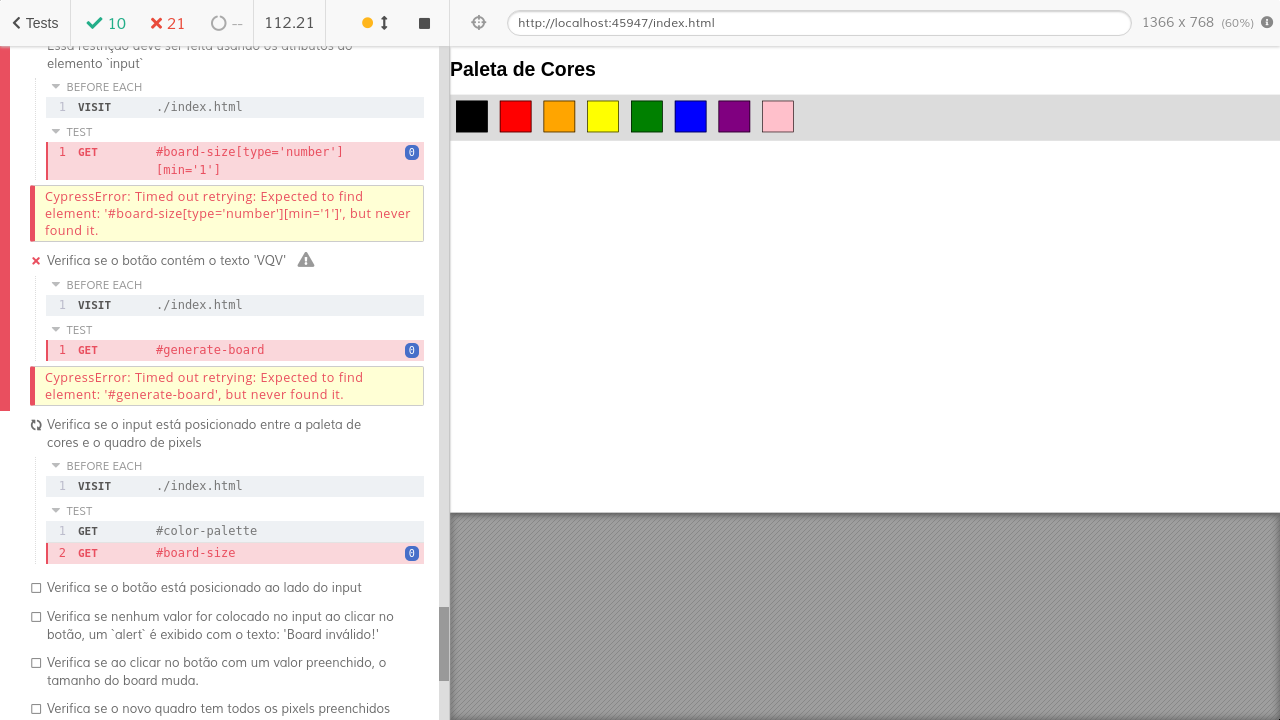 Tests
10
21
--
112.21
http://localhost:45947/index.html
1366 x 768 (60%)
Essa restrição deve ser feita usando os atributos do
elemento `input`
BEFORE EACH
1 VISIT ./index.html
TEST
1 GET #board-size[type='number']
[min='1'] 0
CypressError: Timed out retrying: Expected to find
element: '#board-size[type='number'][min='1']', but never
found it.
Verifica se o botão contém o texto 'VQV'
BEFORE EACH
1 VISIT ./index.html
TEST
1 GET #generate-board 0
CypressError: Timed out retrying: Expected to find
element: '#generate-board', but never found it.
Verifica se o input está posicionado entre a paleta de
cores e o quadro de pixels
BEFORE EACH
1 VISIT ./index.html
TEST
1 GET #color-palette
2 GET #board-size 0
Verifica se o botão está posicionado ao lado do input
Verifica se nenhum valor for colocado no input ao clicar no
botão, um `alert` é exibido com o texto: 'Board inválido!'
Verifica se ao clicar no botão com um valor preenchido, o
tamanho do board muda.
Verifica se o novo quadro tem todos os pixels preenchidos
Paleta de Cores